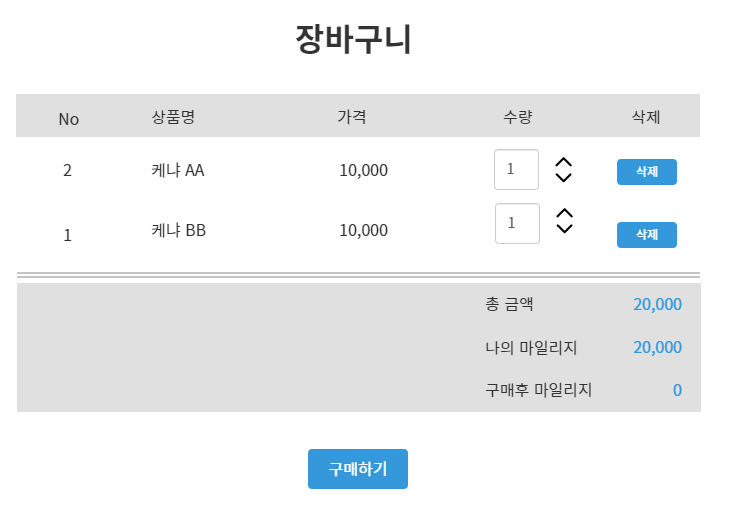 장바구니
No 상품명 가격 수량 삭제
2 케냐 AA 10,000 1 삭제
1 케냐 BB 10,000 1 삭제
총 금액 20,000
나의 마일리지 20,000
구매후 마일리지 0
구매하기